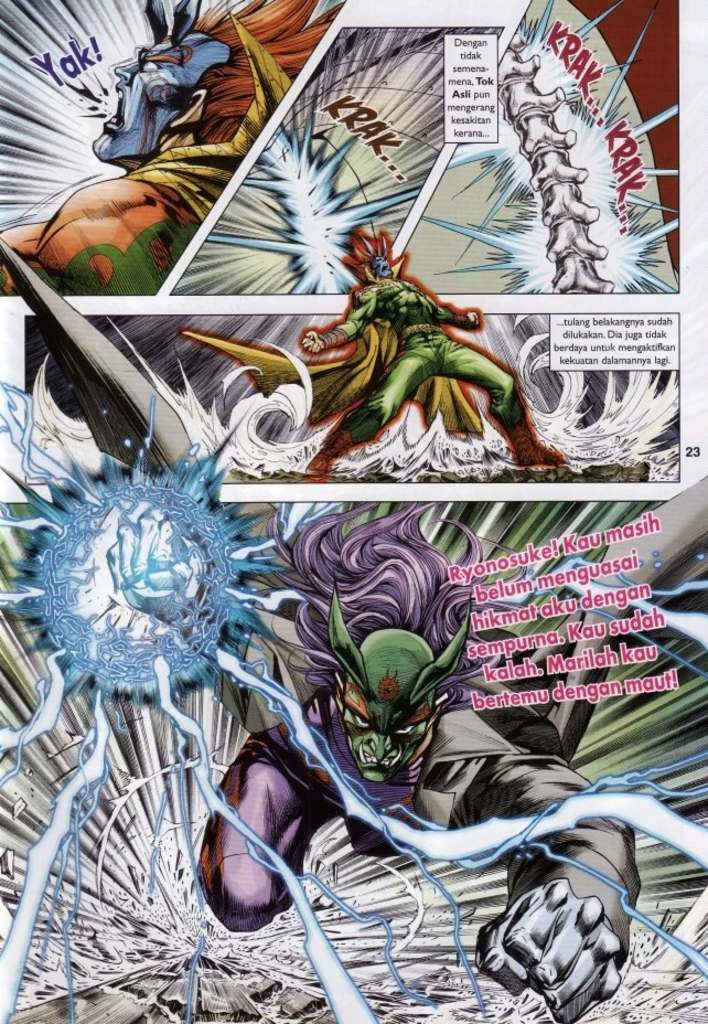 Yak!
KRAK...
Dengan
tidak
semena-
mena, Tok
Asli pun
mengerang
kesakitan
kerana...
KRAK...
KRAK...
...tulang belakangnya sudah
dilukakan. Dia juga tidak
berdaya untuk mengaktifkan
kekuatan dalamannya lagi.
23
Ryonosuke! Kau masih
belum menguasai
hikmat aku dengan
sempurna. Kau sudah
kalah. Marilah kau
bertemu dengan maut!